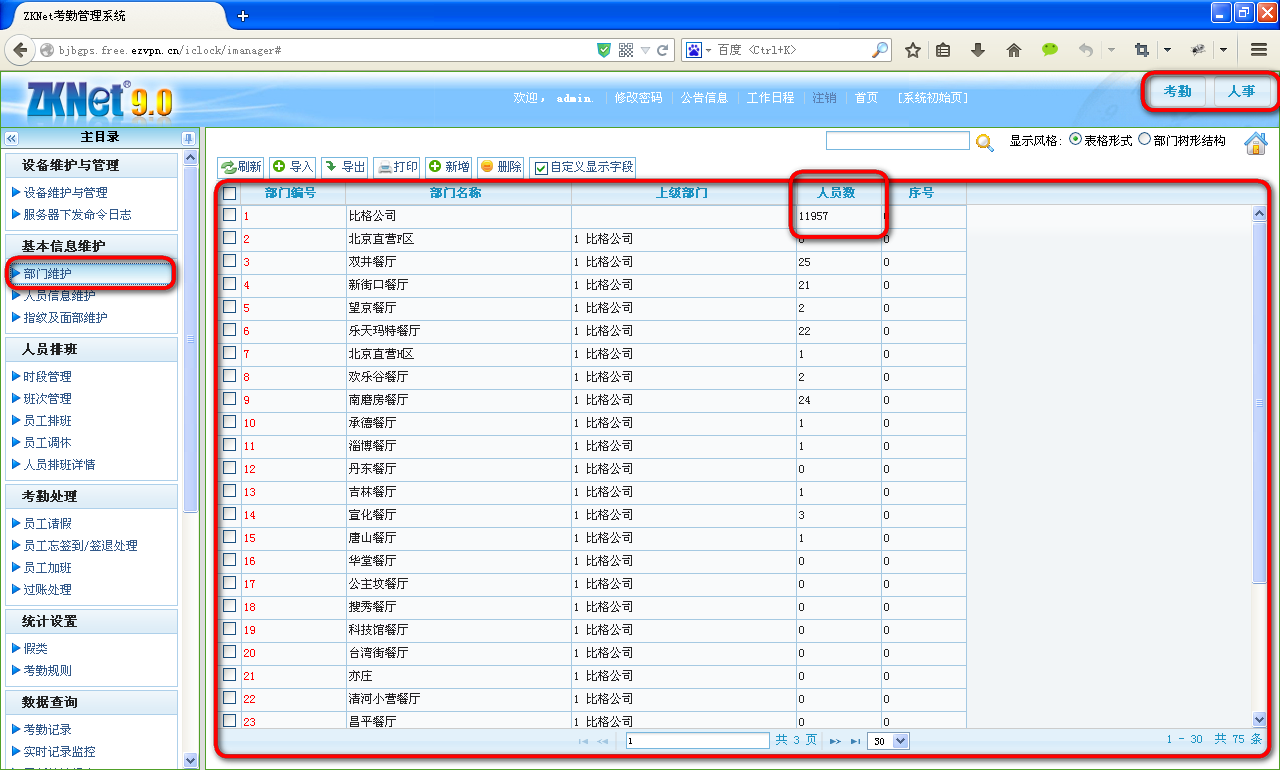 ZKNet考勤管理系统
bjbgps.free.ezvpn.cn/iclock/imanager#
百度 <Ctrl+K>
ZKNet® 9.0
欢迎， admin. 修改密码 公告信息 工作日程 注销 首页 [系统初始页]
考勤 人事
主目录
设备维护与管理
设备维护与管理
服务器下发命令日志
基本信息维护
部门维护
人员信息维护
指纹及面部维护
人员排班
时段管理
班次管理
员工排班
员工调休
人员排班详情
考勤处理
员工请假
员工忘签到/签退处理
员工加班
过账处理
统计设置
假类
考勤规则
数据查询
考勤记录
实时记录监控
显示风格: 表格形式 部门树形结构
刷新 导入 导出 打印 新增 删除 自定义显示字段
部门编号 部门名称 上级部门 人员数 序号
1 比格公司 11957 0
2 北京直营F区 1 比格公司 0 0
3 双井餐厅 1 比格公司 25 0
4 新街口餐厅 1 比格公司 21 0
5 望京餐厅 1 比格公司 2 0
6 乐天玛特餐厅 1 比格公司 22 0
7 北京直营H区 1 比格公司 1 0
8 欢乐谷餐厅 1 比格公司 2 0
9 南磨房餐厅 1 比格公司 24 0
10 承德餐厅 1 比格公司 1 0
11 淄博餐厅 1 比格公司 1 0
12 丹东餐厅 1 比格公司 0 0
13 吉林餐厅 1 比格公司 1 0
14 宣化餐厅 1 比格公司 3 0
15 唐山餐厅 1 比格公司 1 0
16 华堂餐厅 1 比格公司 0 0
17 公主坟餐厅 1 比格公司 0 0
18 搜秀餐厅 1 比格公司 0 0
19 科技馆餐厅 1 比格公司 0 0
20 台湾街餐厅 1 比格公司 0 0
21 亦庄 1 比格公司 0 0
22 清河小营餐厅 1 比格公司 0 0
23 昌平餐厅 1 比格公司 0 0
1 共 3 页 30 1 - 30 共 75 条